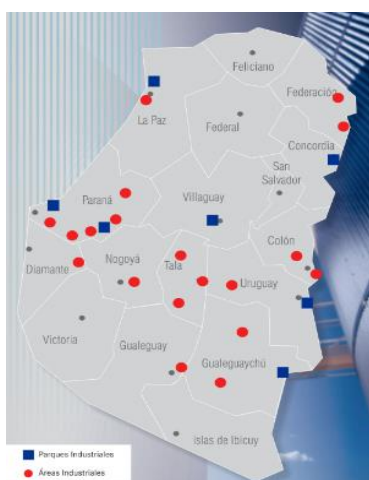 Feliciano
Federación
La Paz
Federal
Concordia
San
Salvador
Paraná
Villaguay
Colón
Diamante
Nogoyá
Tala
Uruguay
Victoria
Gualeguay
Gualeguaychú
Islas de Ibicuy
Parques Industriales
Áreas Industriales